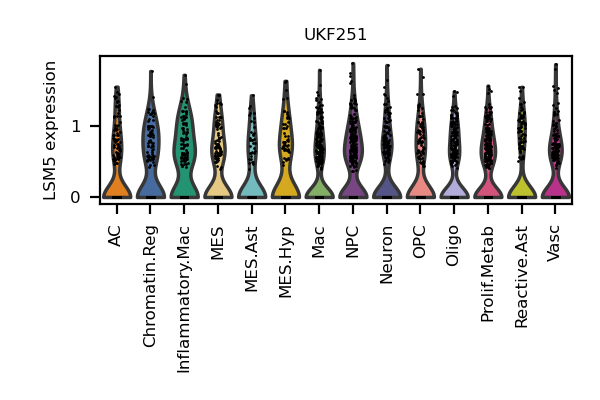 UKF251
LSM5 expression
1
0
AC
Chromatin.Reg
Inflammatory.Mac
MES
MES.Ast
MES.Hyp
Mac
NPC
Neuron
OPC
Oligo
Prolif.Metab
Reactive.Ast
Vasc